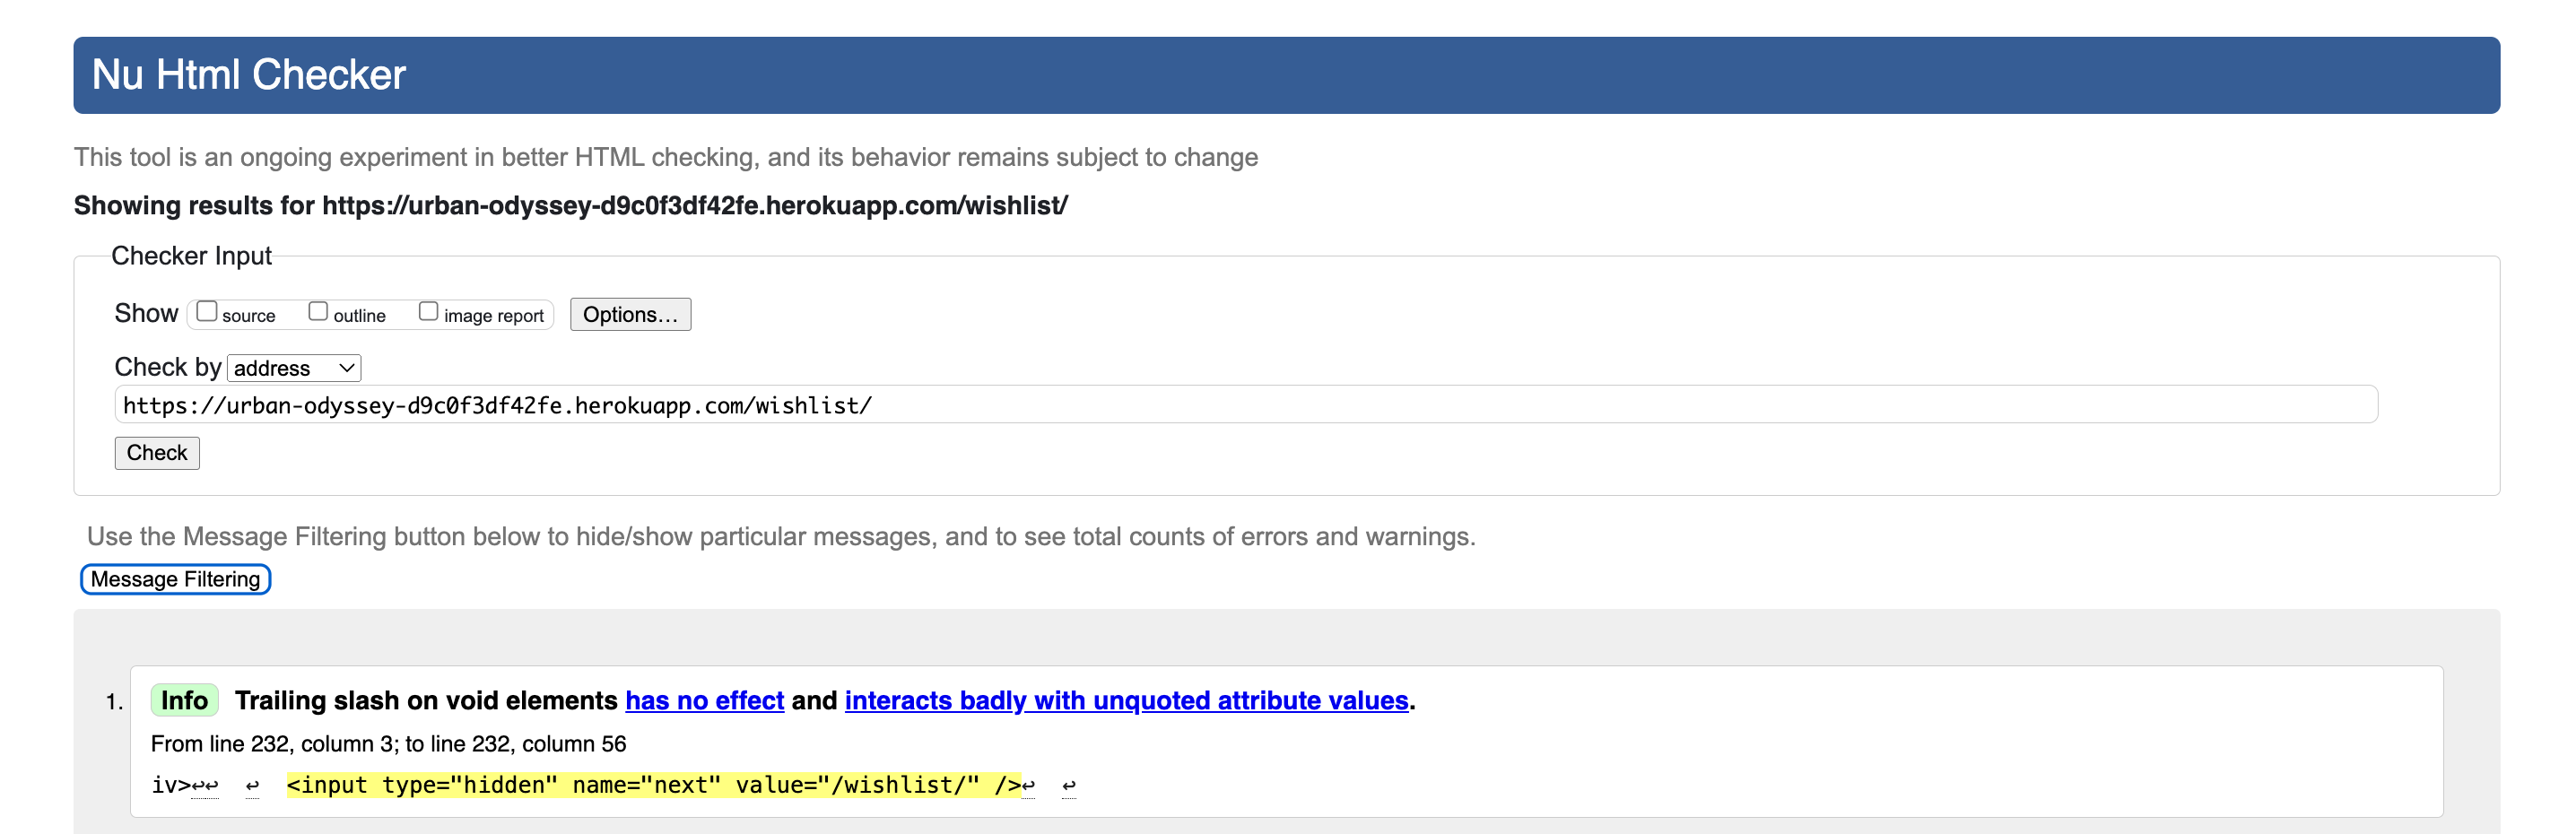 Nu Html Checker
This tool is an ongoing experiment in better HTML checking, and its behavior remains subject to change
Showing results for https://urban-odyssey-d9c0f3df42fe.herokuapp.com/wishlist/
Checker Input
Show source outline image report Options…
Check by address
https://urban-odyssey-d9c0f3df42fe.herokuapp.com/wishlist/
Check
Use the Message Filtering button below to hide/show particular messages, and to see total counts of errors and warnings.
Message Filtering
1. Info Trailing slash on void elements has no effect and interacts badly with unquoted attribute values.
From line 232, column 3; to line 232, column 56
iv>↩↩ ↩ <input type="hidden" name="next" value="/wishlist/" />↩ ↩